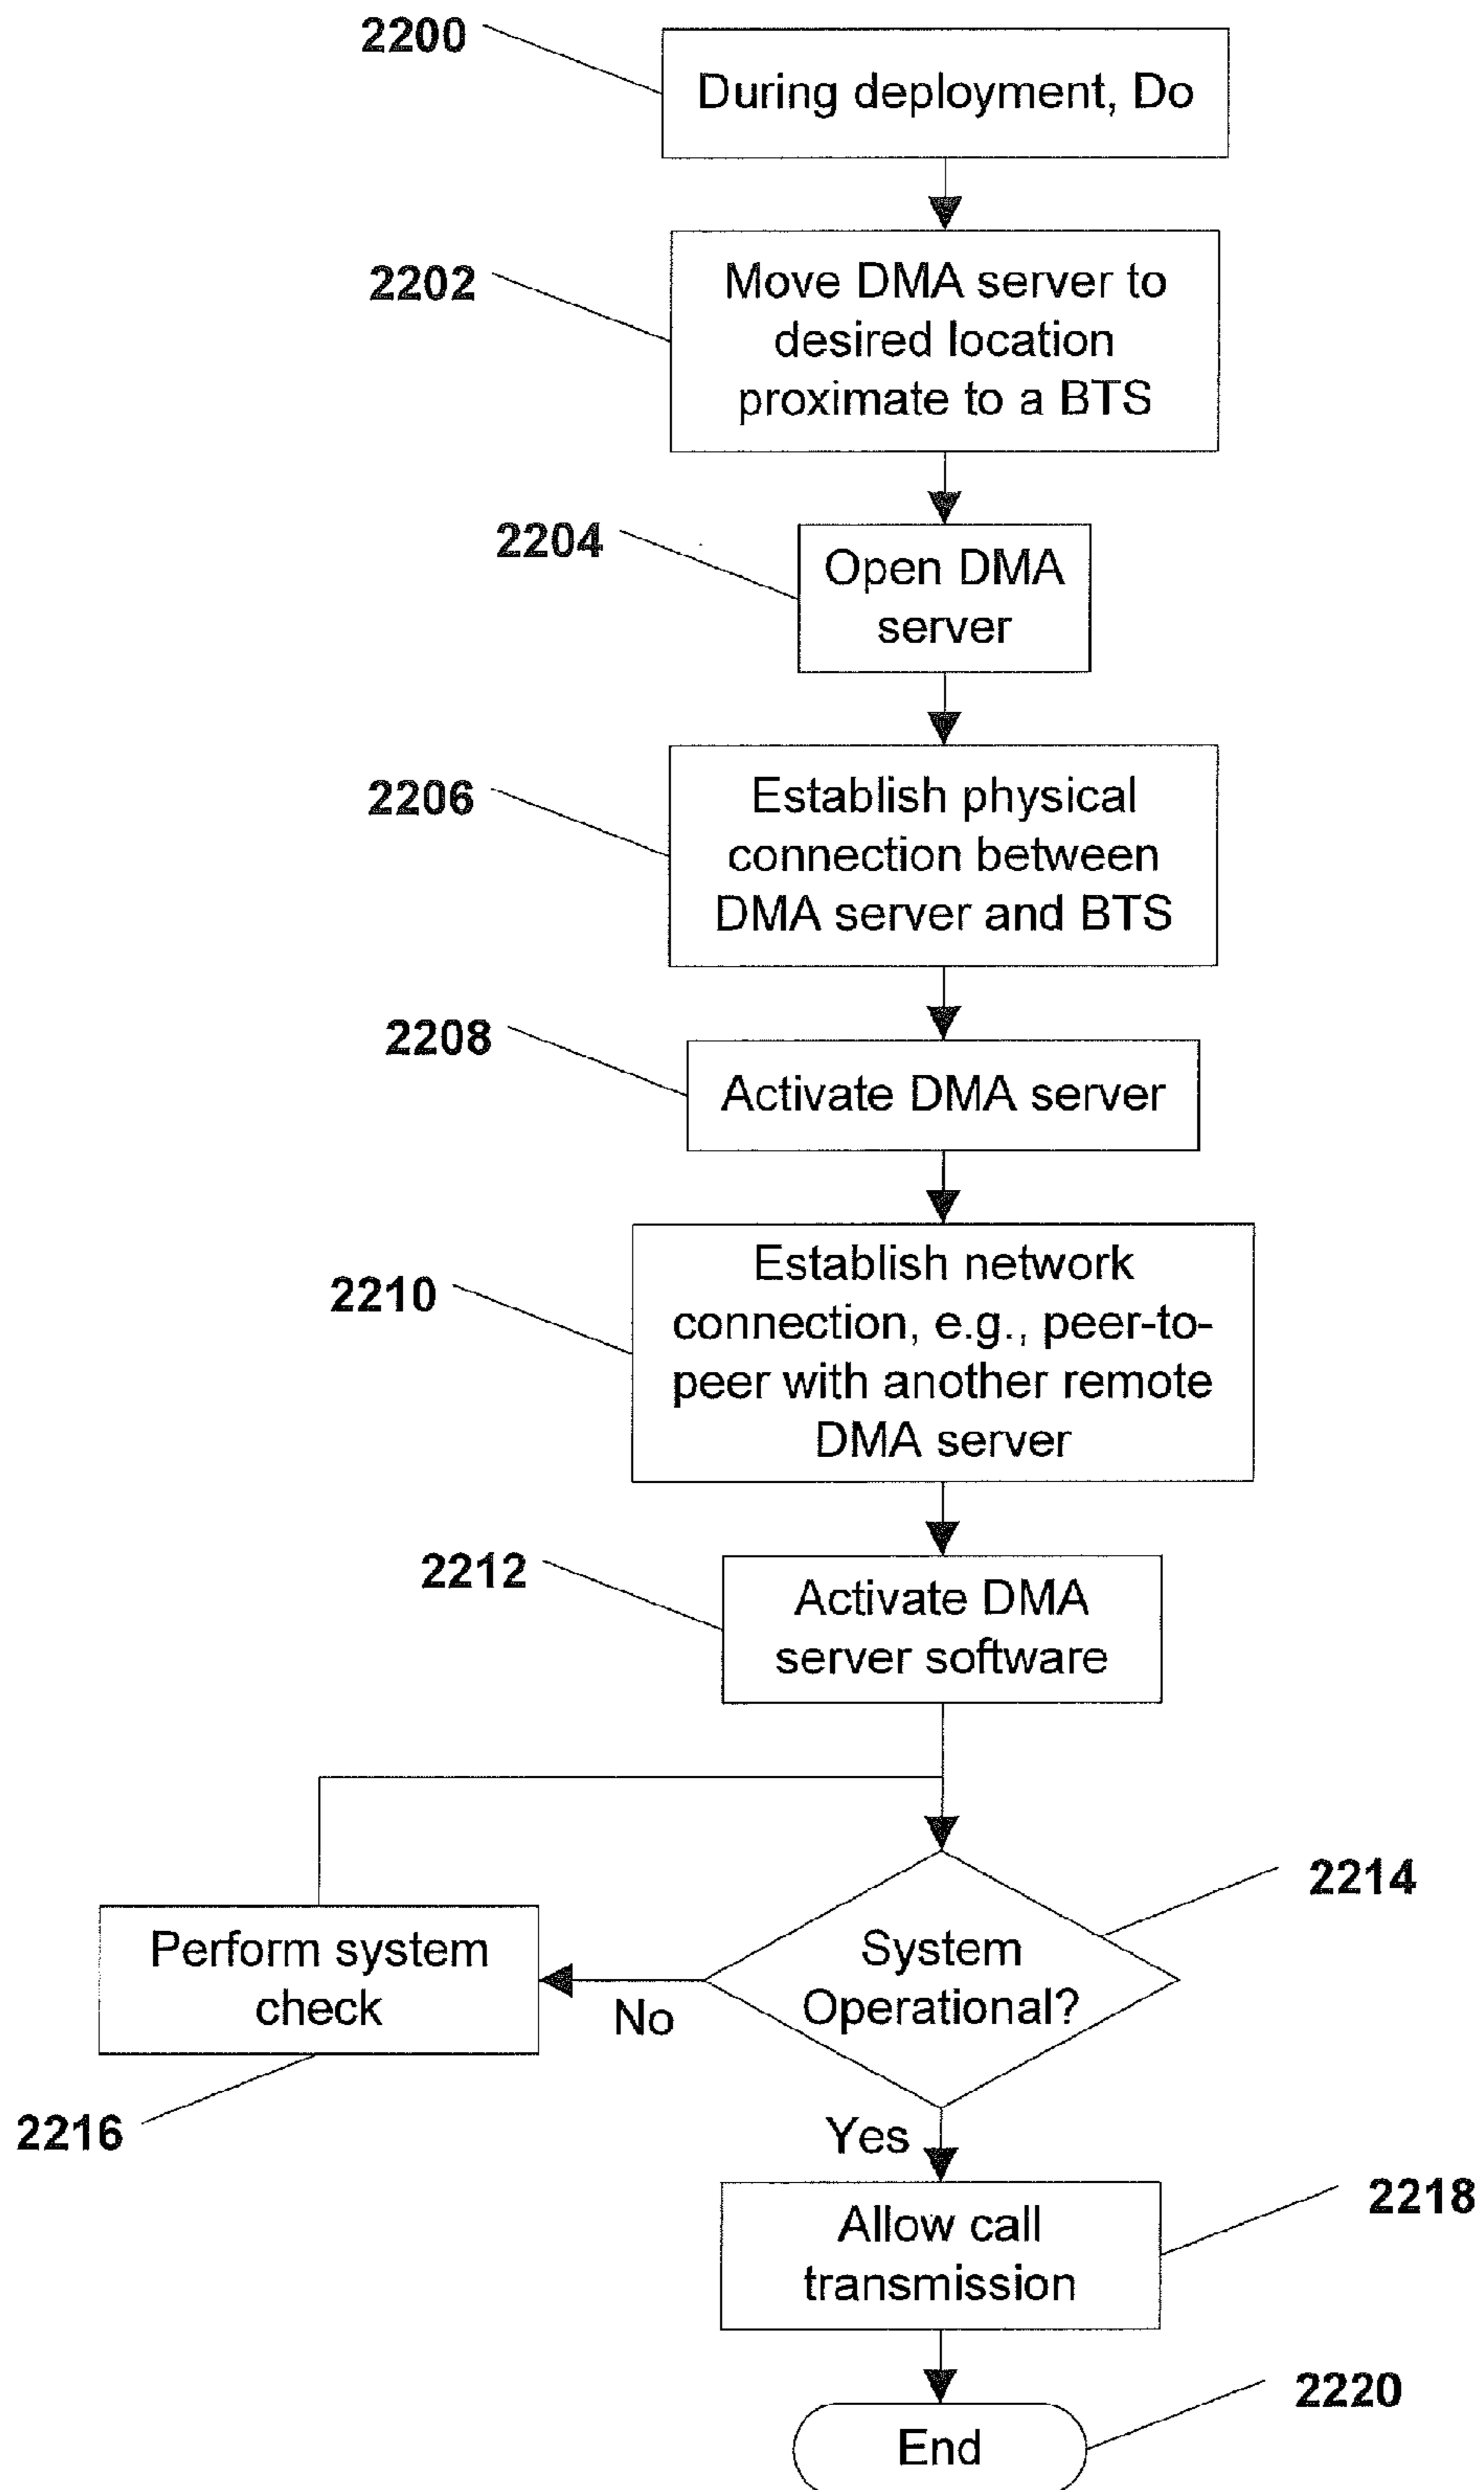 2200
During deployment, Do
2202
Move DMA server to
desired location
proximate to a BTS
2204
Open DMA
server
2206
Establish physical
connection between
DMA server and BTS
2208
Activate DMA server
2210
Establish network
connection, e.g., peer-to-
peer with another remote
DMA server
2212
Activate DMA
server software
2214
System
Operational?
No
Perform system
check
2216
Yes
2218
Allow call
transmission
2220
End